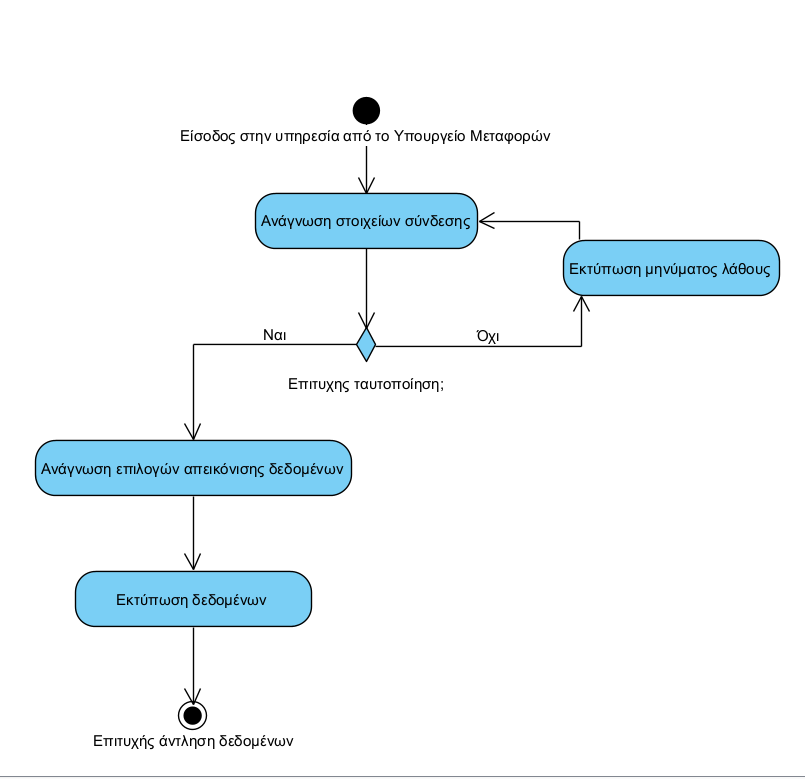 Είσοδος στην υπηρεσία από το Υπουργείο Μεταφορών
Ανάγνωση στοιχείων σύνδεσης
Εκτύπωση μηνύματος λάθους
Ναι
Όχι
Επιτυχης ταυτοποίηση;
Ανάγνωση επιλογών απεικόνισης δεδομένων
Εκτύπωση δεδομένων
Επιτυχής άντληση δεδομένων